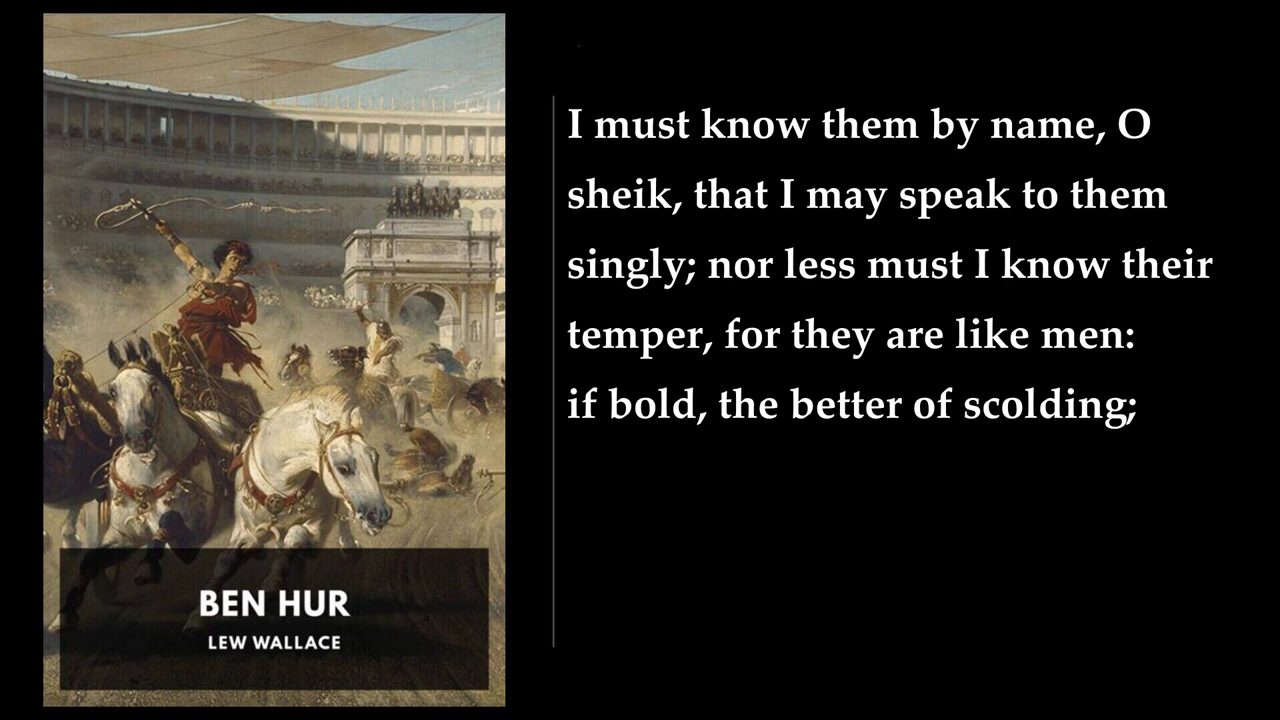 I must know them by name, O
sheik, that I may speak to them
singly; nor less must I know their
temper, for they are like men:
if bold, the better of scolding;
BEN HUR
LEW WALLACE